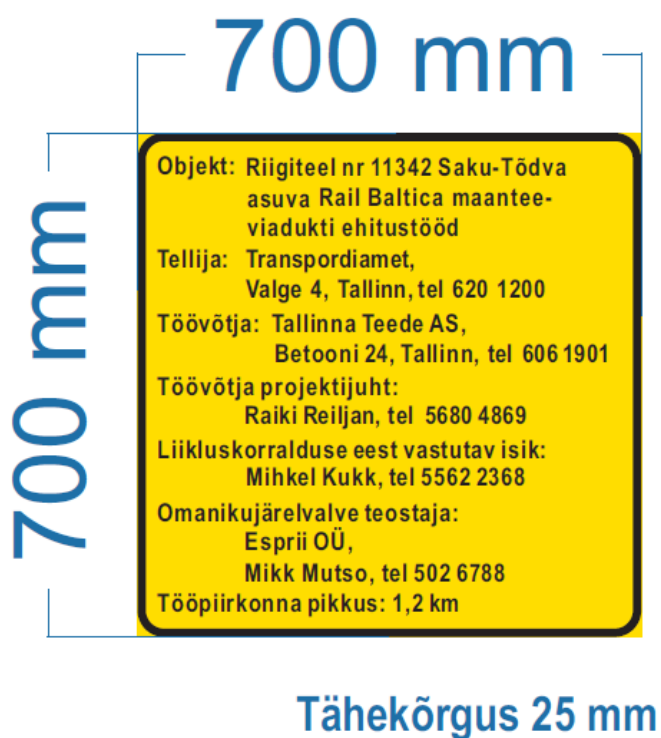 700 mm
700 mm
Objekt: Riigiteel nr 11342 Saku-Tõdva
asuva Rail Baltica maantee-
viadukti ehitustööd
Tellija: Transpordiamet,
Valge 4, Tallinn, tel 620 1200
Töövõtja: Tallinna Teede AS,
Betooni 24, Tallinn, tel 606 1901
Töövõtja projektijuht:
Raiki Reiljan, tel 5680 4869
Liikluskorralduse eest vastutav isik:
Mihkel Kukk, tel 5562 2368
Omanikujärelvalve teostaja:
Esprii OÜ,
Mikk Mutso, tel 502 6788
Tööpiirkonna pikkus: 1,2 km
Tähekõrgus 25 mm